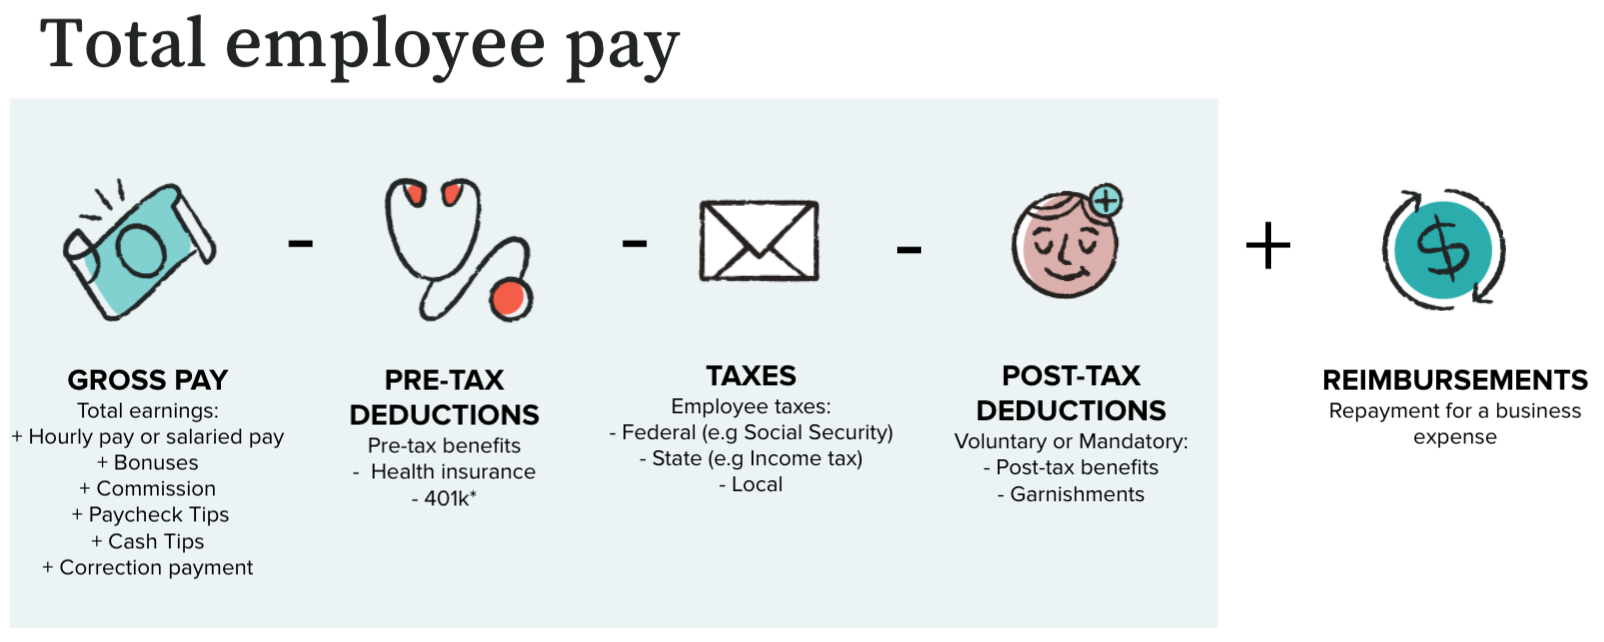 Total employee pay
GROSS PAY
Total earnings:
+ Hourly pay or salaried pay
+ Bonuses
+ Commission
+ Paycheck Tips
+ Cash Tips
+ Correction payment
-
PRE-TAX
DEDUCTIONS
Pre-tax benefits
- Health insurance
- 401k*
-
TAXES
Employee taxes:
- Federal (e.g Social Security)
- State (e.g Income tax)
- Local
-
POST-TAX
DEDUCTIONS
Voluntary or Mandatory:
- Post-tax benefits
- Garnishments
+
$
REIMBURSEMENTS
Repayment for a business
expense